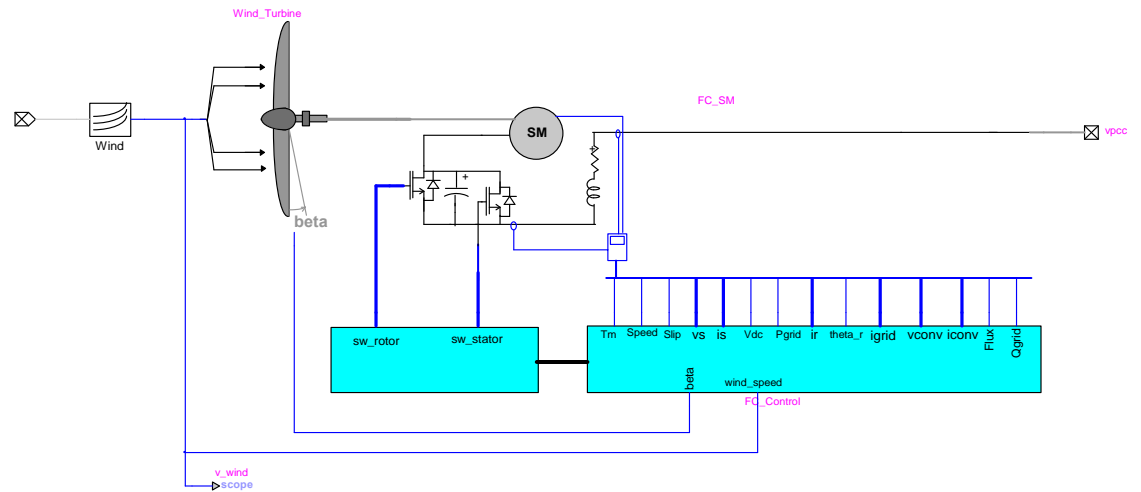 Wind_Turbine
FC_SM
SM
vpcc
Wind
+
+
beta
Tm
Speed
Slip
vs
is
Vdc
Pgrid
ir
theta_r
igrid
vconv
iconv
Flux
Qgrid
sw_rotor
sw_stator
beta
wind_speed
FC_Control
v_wind
scope